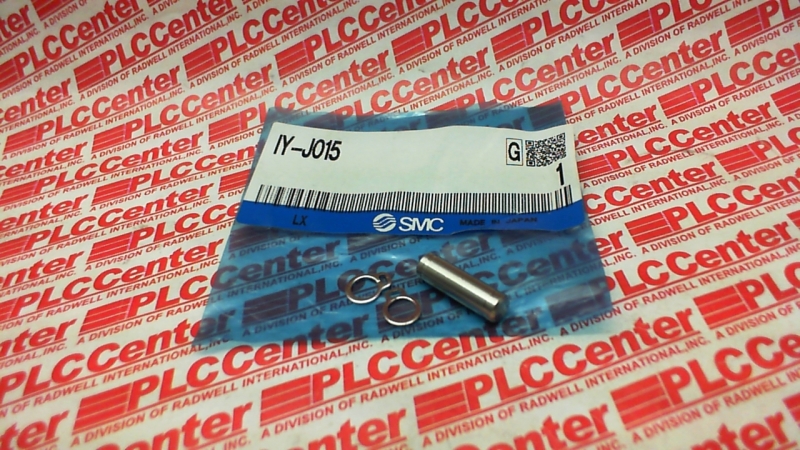 PLCCenter
A DIVISION OF RADWELL INTERNATIONAL, INC.
IY-J015
G
1
LX
SMC
MADE IN JAPAN